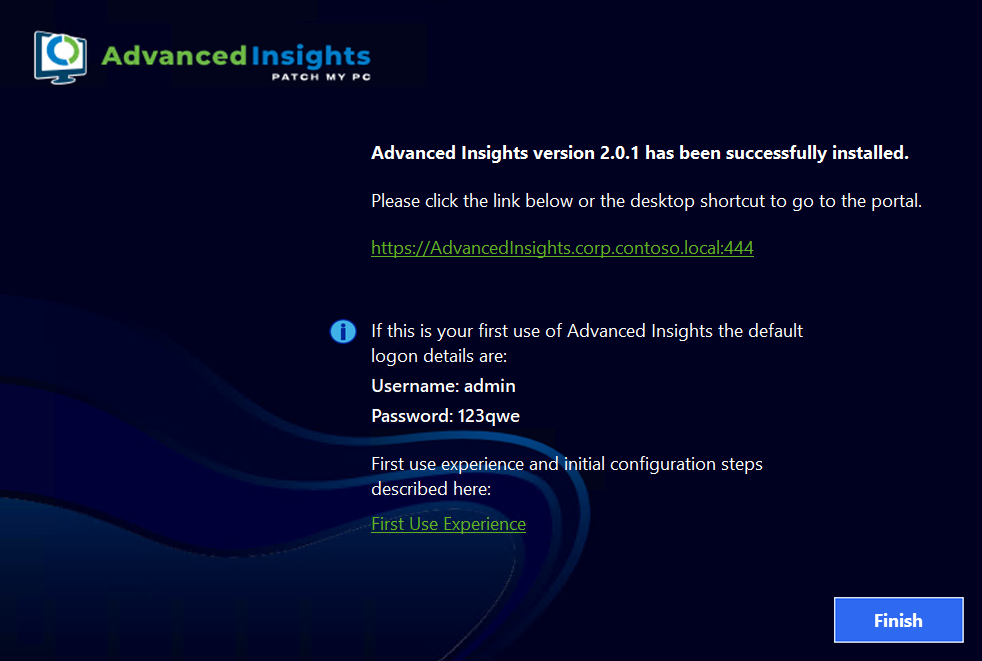 Advanced Insights
PATCH MY PC
Advanced Insights version 2.0.1 has been successfully installed.
Please click the link below or the desktop shortcut to go to the portal.
https://AdvancedInsights.corp.contoso.local:444
If this is your first use of Advanced Insights the default
logon details are:
Username: admin
Password: 123qwe
First use experience and initial configuration steps
described here:
First Use Experience
Finish